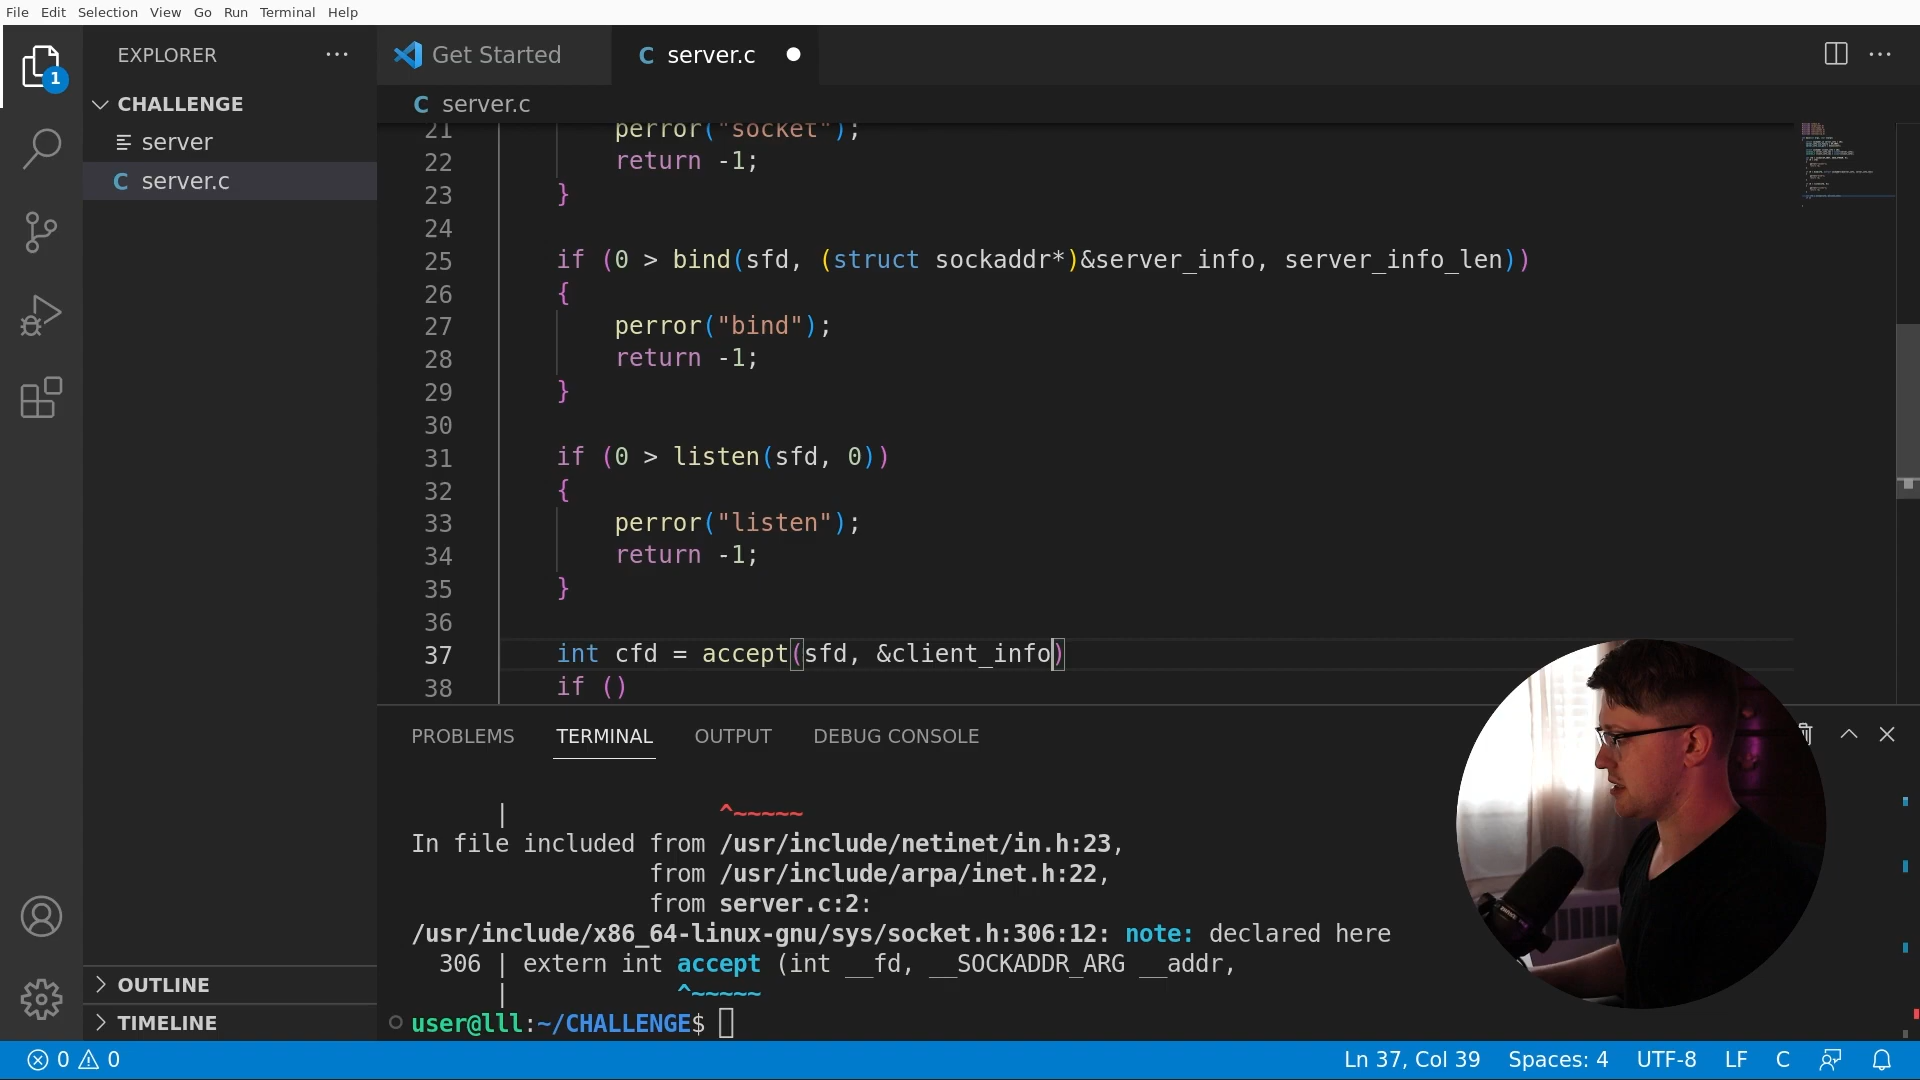 File Edit Selection View Go Run Terminal Help
EXPLORER
Get Started
server.c
1
CHALLENGE
server.c
server
server.c
21 perror("socket");
22 return -1;
23 }
24
25 if (0 > bind(sfd, (struct sockaddr*)&server_info, server_info_len))
26 {
27 perror("bind");
28 return -1;
29 }
30
31 if (0 > listen(sfd, 0))
32 {
33 perror("listen");
34 return -1;
35 }
36
37 int cfd = accept(sfd, &client_info)
38 if ()
PROBLEMS TERMINAL OUTPUT DEBUG CONSOLE
| ^~~~~~
In file included from /usr/include/netinet/in.h:23,
from /usr/include/arpa/inet.h:22,
from server.c:2:
/usr/include/x86_64-linux-gnu/sys/socket.h:306:12: note: declared here
306 | extern int accept (int __fd, __SOCKADDR_ARG __addr,
| ^~~~~~
user@lll:~/CHALLENGE$
OUTLINE
TIMELINE
0 0
Ln 37, Col 39 Spaces: 4 UTF-8 LF C